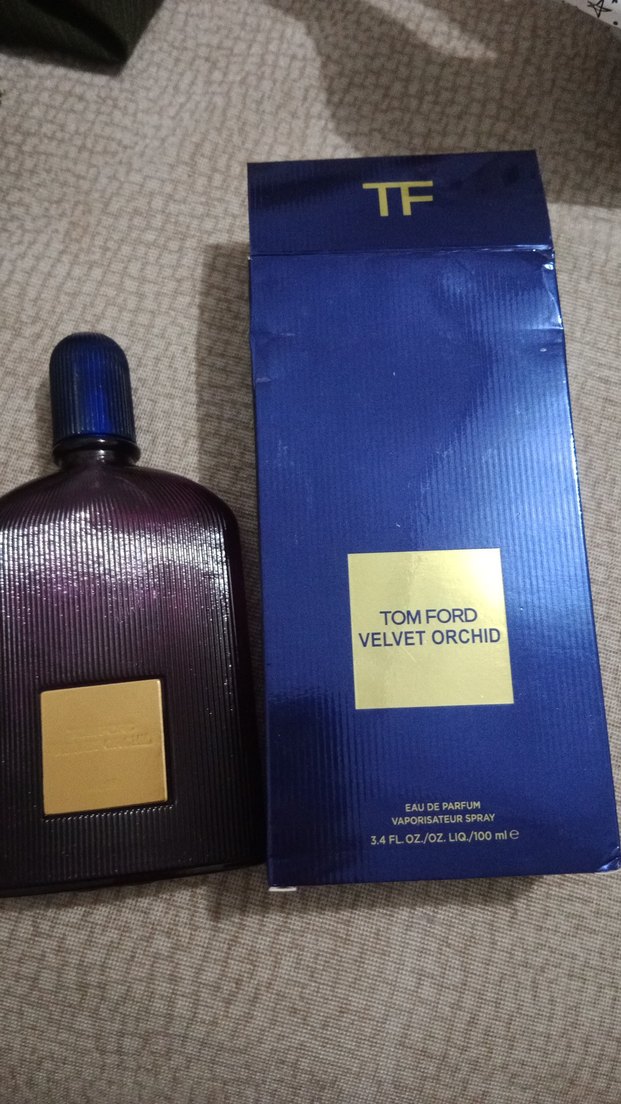 TF
TOM FORD
VELVET ORCHID
EAU DE PARFUM
VAPORISATEUR SPRAY
3.4 FL. OZ./OZ. LIQ./100 ml ℮